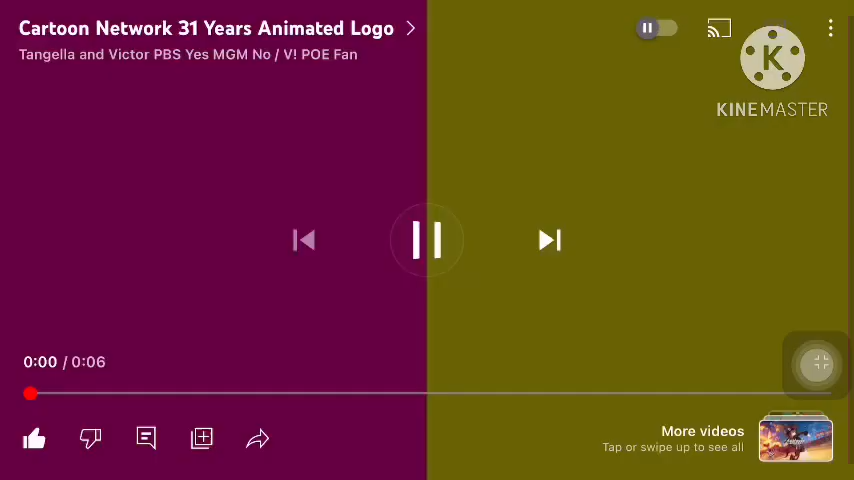 Cartoon Network 31 Years Animated Logo
Tangella and Victor PBS Yes MGM No / V! POE Fan
K
KINEMASTER
0:00 / 0:06
More videos
Tap or swipe up to see all